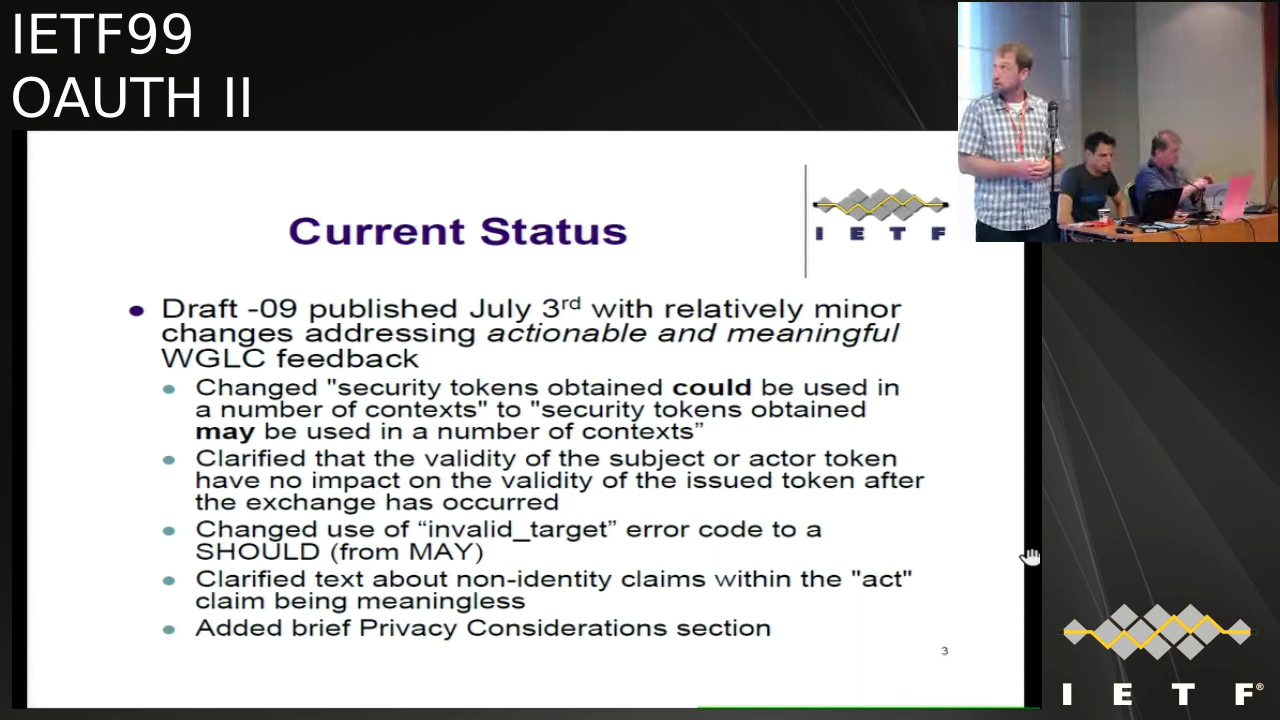 IETF99
OAUTH II
Current Status
I E T F
Draft -09 published July 3rd with relatively minor
changes addressing actionable and meaningful
WGLC feedback
Changed "security tokens obtained could be used in
a number of contexts" to "security tokens obtained
may be used in a number of contexts”
Clarified that the validity of the subject or actor token
have no impact on the validity of the issued token after
the exchange has occurred
Changed use of “invalid_target” error code to a
SHOULD (from MAY)
Clarified text about non-identity claims within the "act"
claim being meaningless
Added brief Privacy Considerations section
3
I E T F®